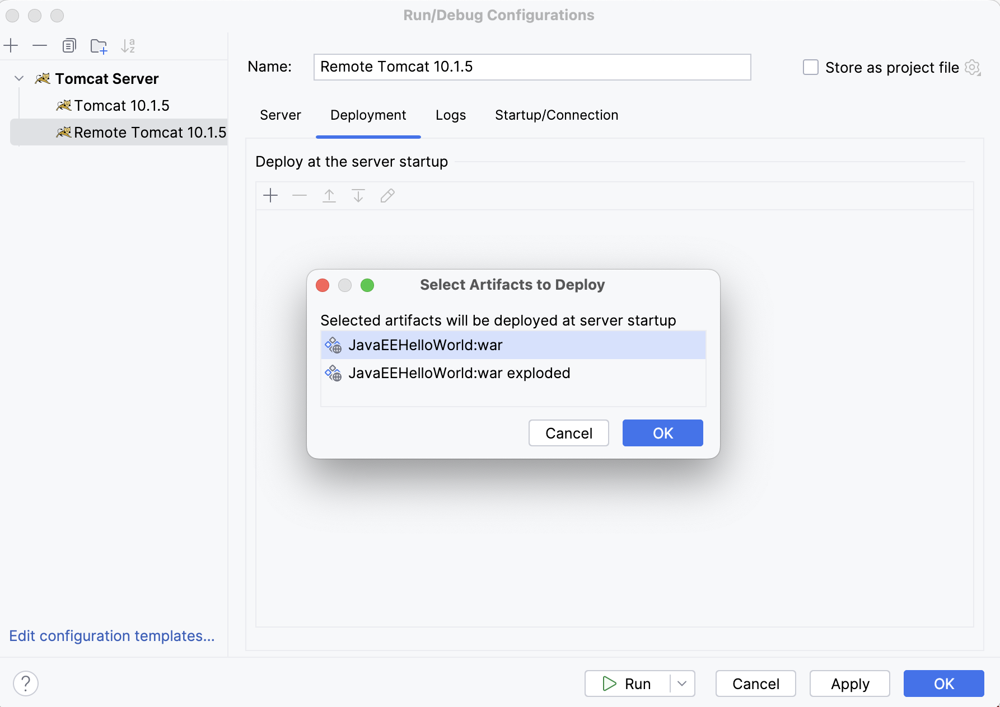 Run/Debug Configurations
Tomcat Server
Tomcat 10.1.5
Remote Tomcat 10.1.5
Edit configuration templates...
Name:
Remote Tomcat 10.1.5
Store as project file
Server
Deployment
Logs
Startup/Connection
Deploy at the server startup
Select Artifacts to Deploy
Selected artifacts will be deployed at server startup
JavaEEHelloWorld:war
JavaEEHelloWorld:war exploded
Cancel
OK
?
Run
Cancel
Apply
OK